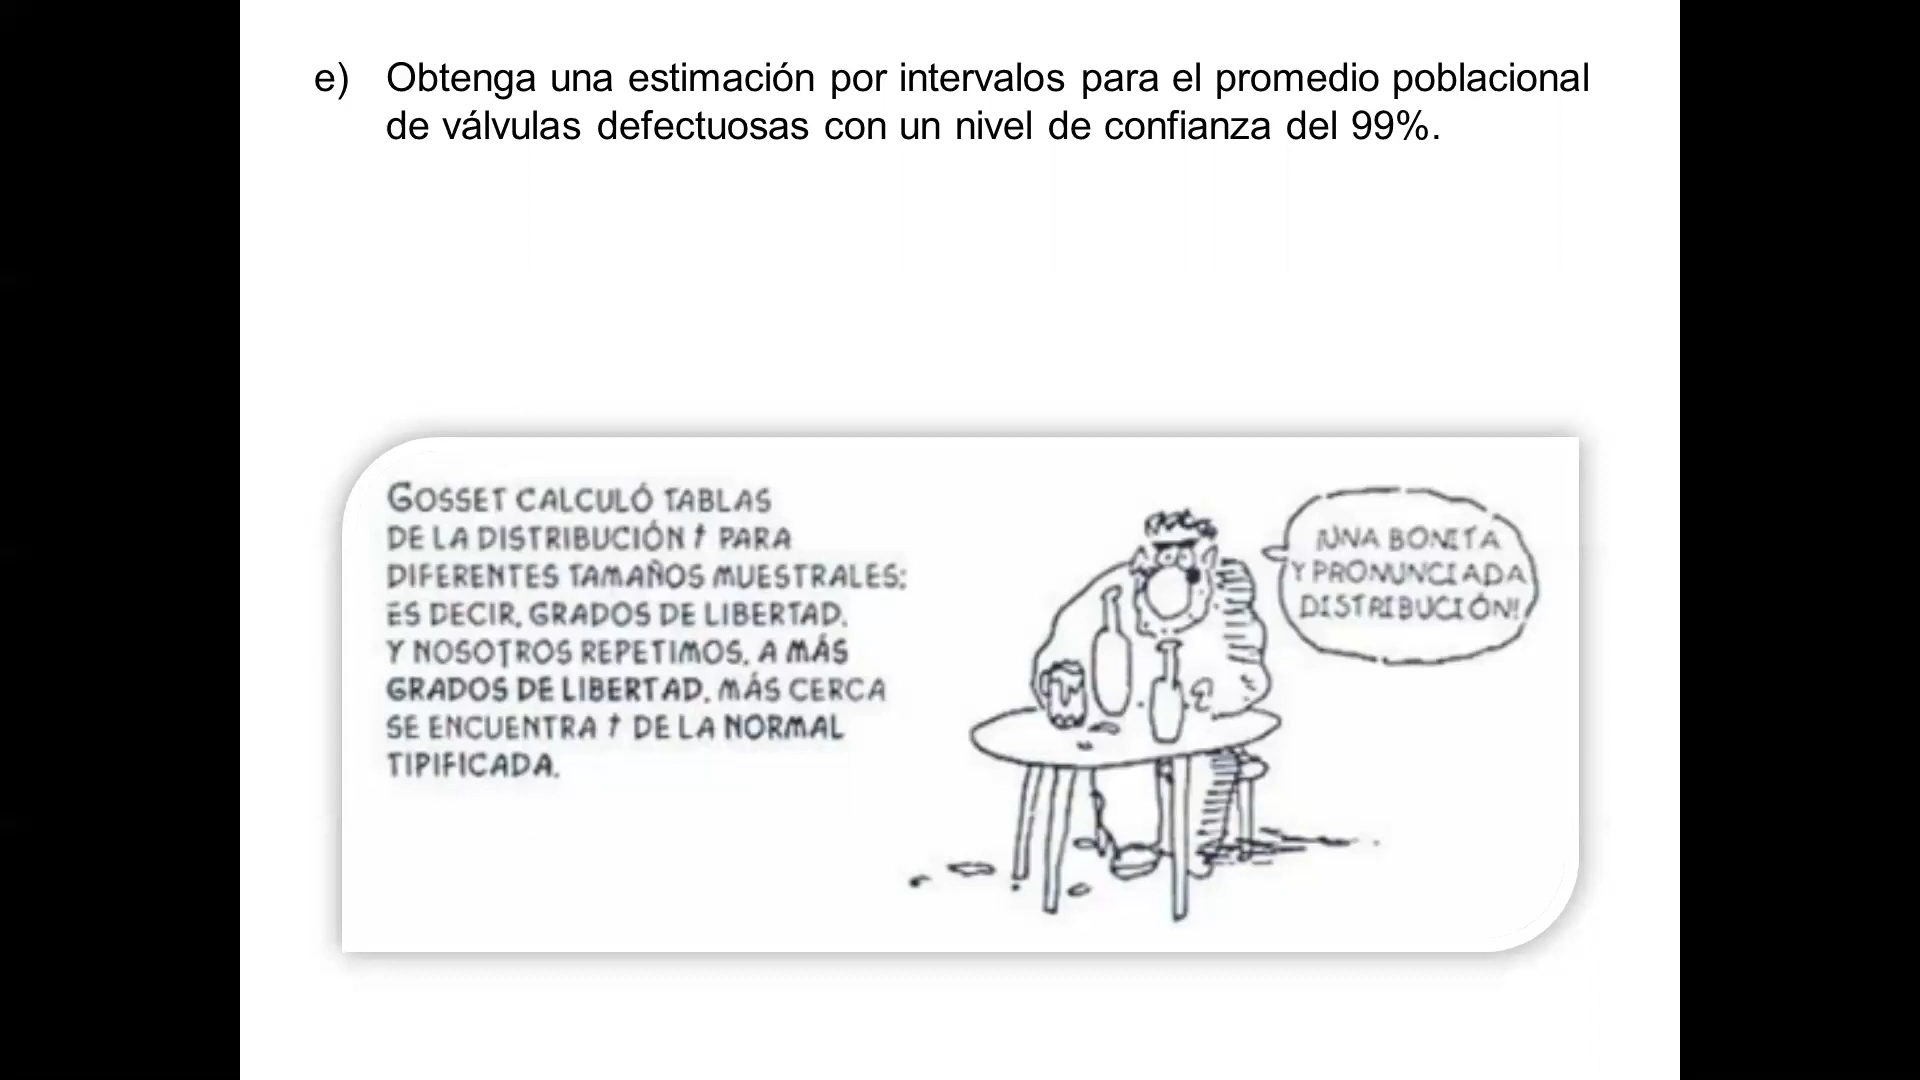 e) Obtenga una estimación por intervalos para el promedio poblacional
de válvulas defectuosas con un nivel de confianza del 99%.
GOSSET CALCULÓ TABLAS
DE LA DISTRIBUCIÓN t PARA
DIFERENTES TAMAÑOS MUESTRALES:
ES DECIR, GRADOS DE LIBERTAD.
Y NOSOTROS REPETIMOS, A MÁS
GRADOS DE LIBERTAD, MÁS CERCA
SE ENCUENTRA t DE LA NORMAL
TIPIFICADA.
¡UNA BONITA
Y PRONUNCIADA
DISTRIBUCIÓN!